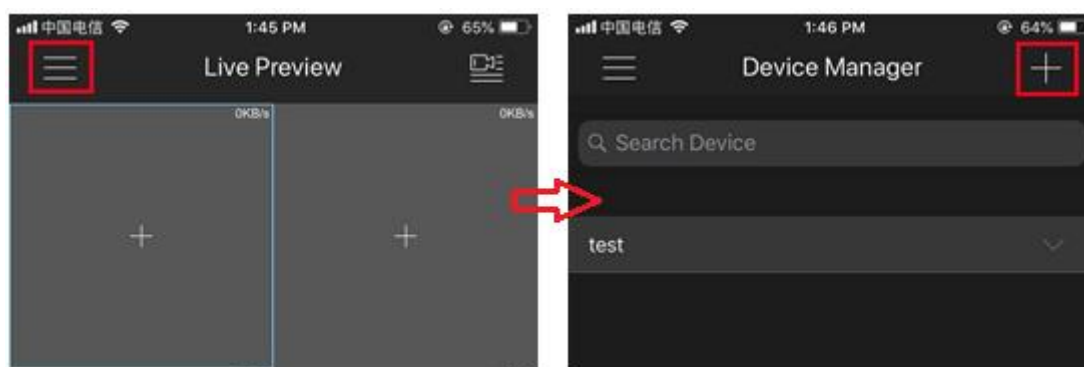 中国电信 1:45 PM 65%
Live Preview
0KB/s 0KB/s
中国电信 1:46 PM 64%
Device Manager
Search Device
test